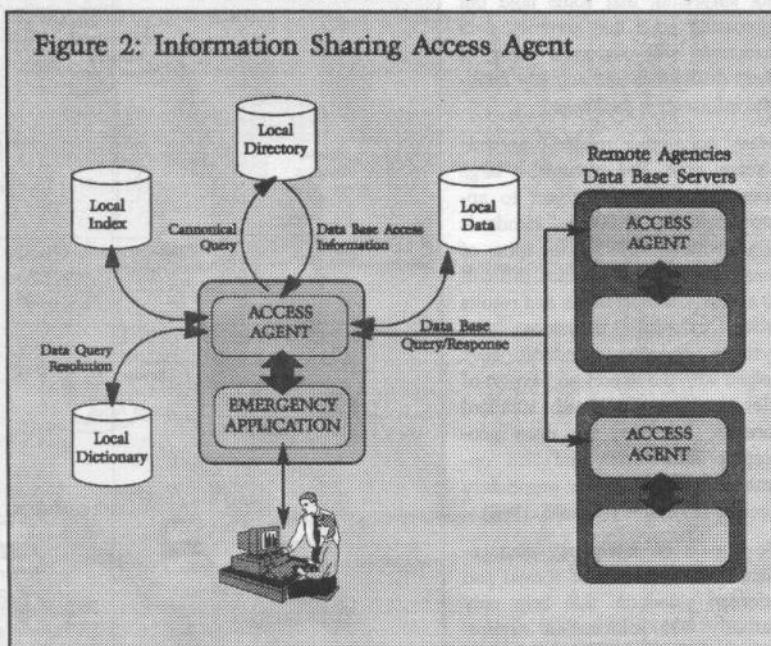 Figure 2: Information Sharing Access Agent
Local
Directory
Local
Index
Cannonical
Query
Data Base Access
Information
Local
Data
Remote Agencies
Data Base Servers
ACCESS
AGENT
ACCESS
AGENT
Data Base
Query/Response
Data Query
Resolution
EMERGENCY
APPLICATION
Local
Dictionary
ACCESS
AGENT